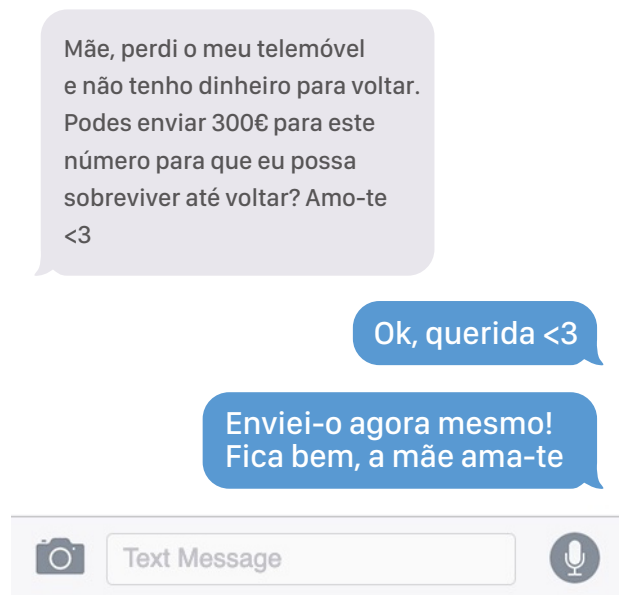 Mãe, perdi o meu telemóvel
e não tenho dinheiro para voltar.
Podes enviar 300€ para este
número para que eu possa
sobreviver até voltar? Amo-te
<3
Ok, querida <3
Enviei-o agora mesmo!
Fica bem, a mãe ama-te
Text Message